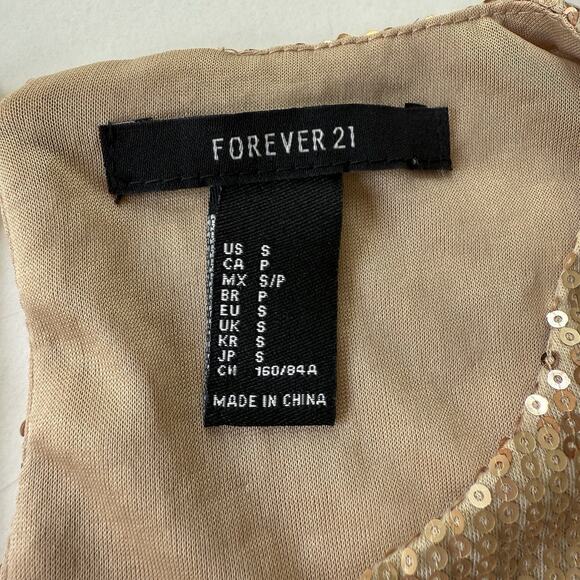 FOREVER 21
US S
CA P
MX S/P
BR P
EU S
UK S
KR S
JP S
CH 160/84A
MADE IN CHINA